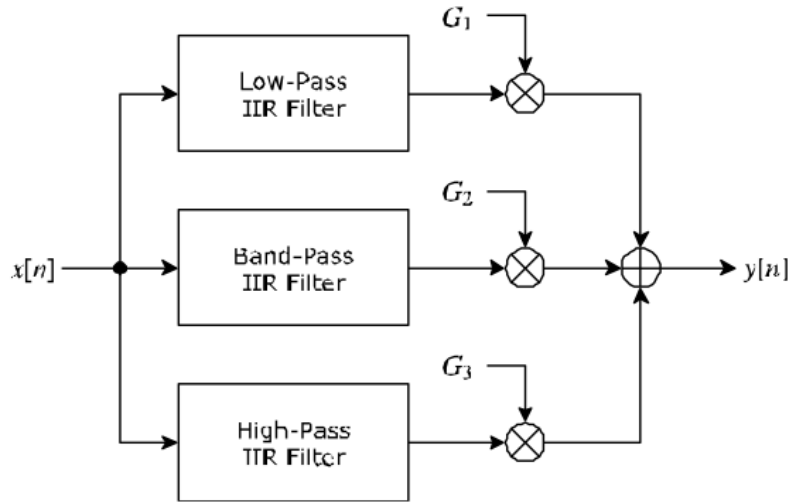 G1
Low-Pass
IIR Filter
G2
x[n]
Band-Pass
IIR Filter
y[n]
G3
High-Pass
IIR Filter